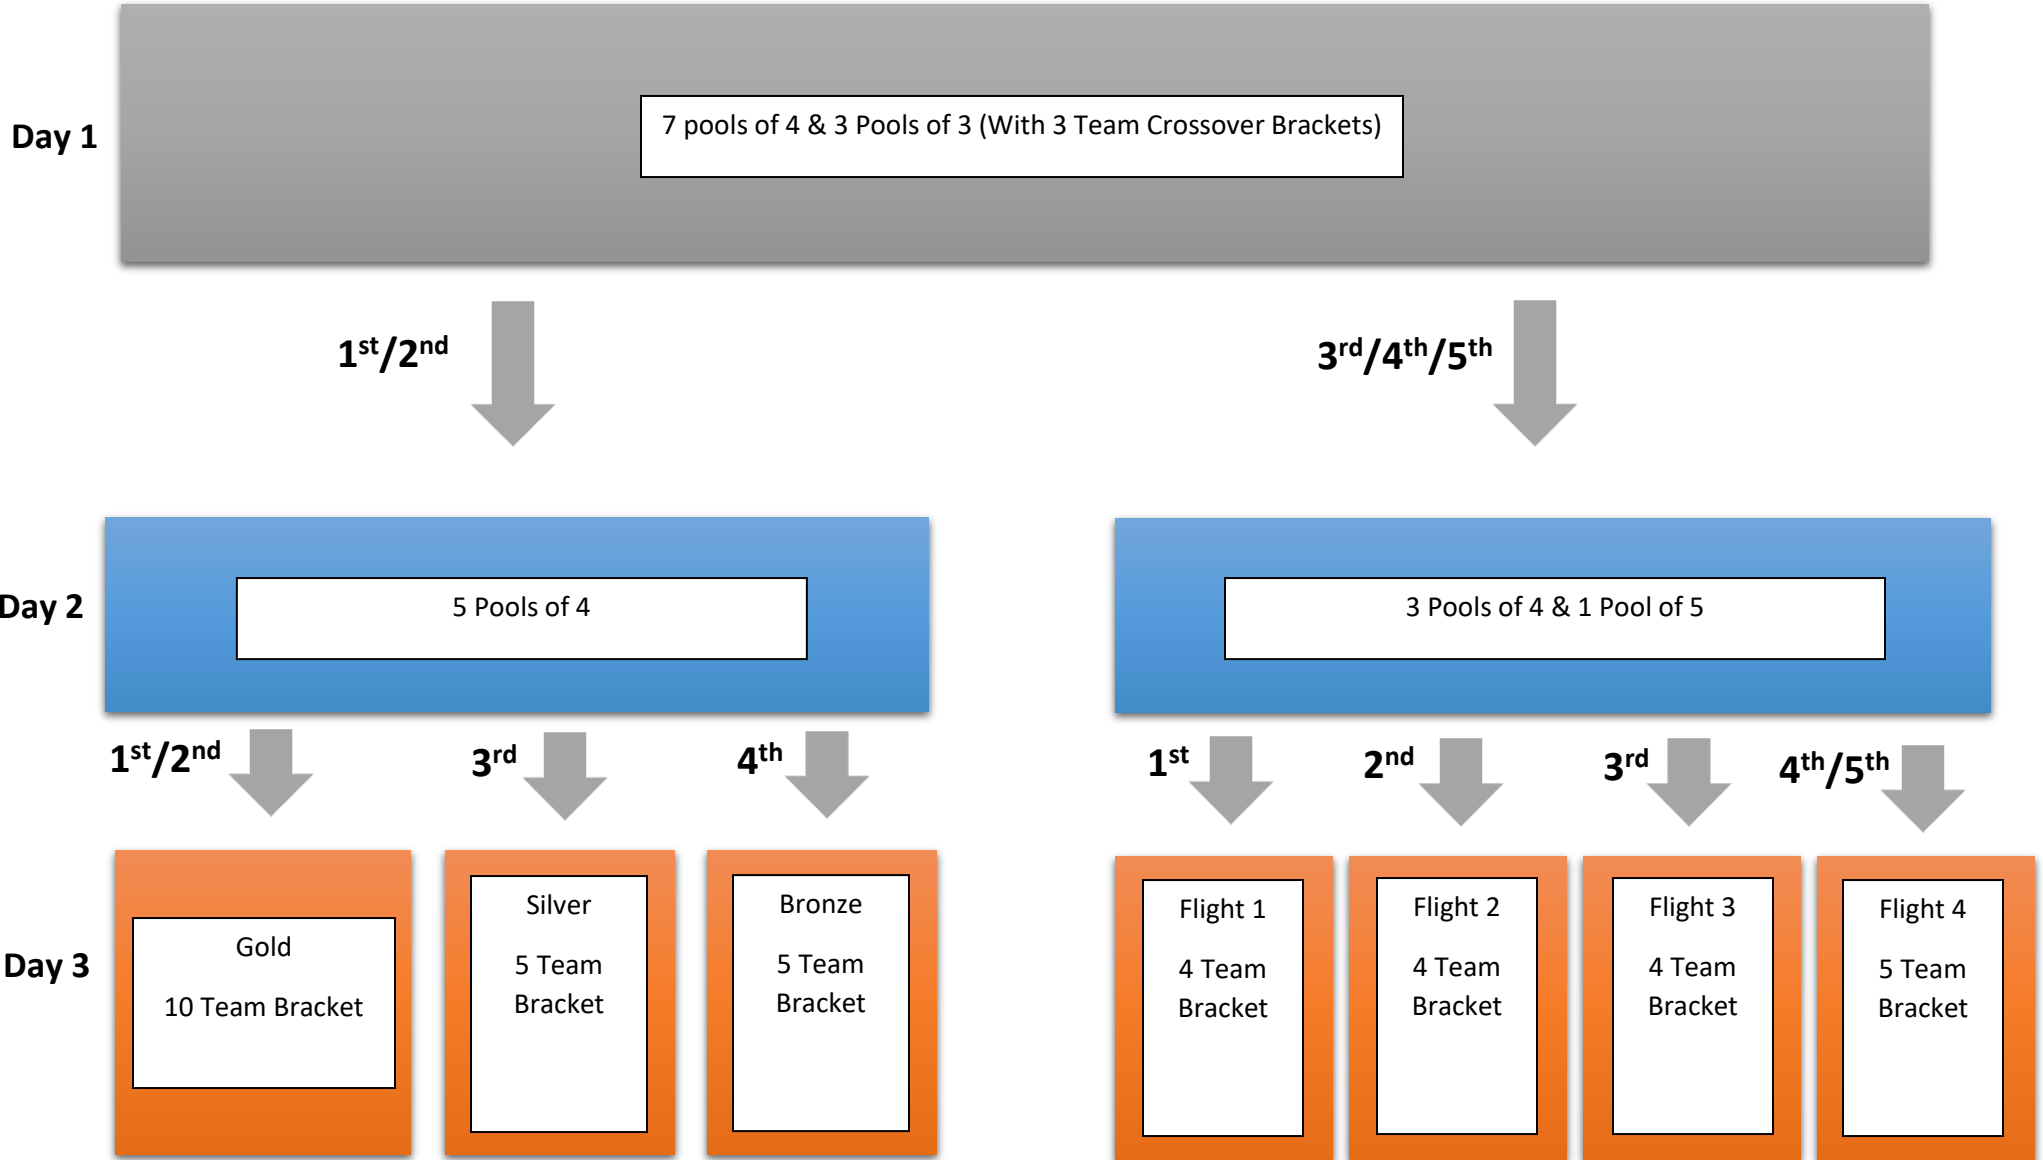 Day 1
7 pools of 4 & 3 Pools of 3 (With 3 Team Crossover Brackets)
1st/2nd
3rd/4th/5th
Day 2
5 Pools of 4
3 Pools of 4 & 1 Pool of 5
1st/2nd
3rd
4th
1st
2nd
3rd
4th/5th
Day 3
Gold
10 Team Bracket
Silver
5 Team
Bracket
Bronze
5 Team
Bracket
Flight 1
4 Team
Bracket
Flight 2
4 Team
Bracket
Flight 3
4 Team
Bracket
Flight 4
5 Team
Bracket